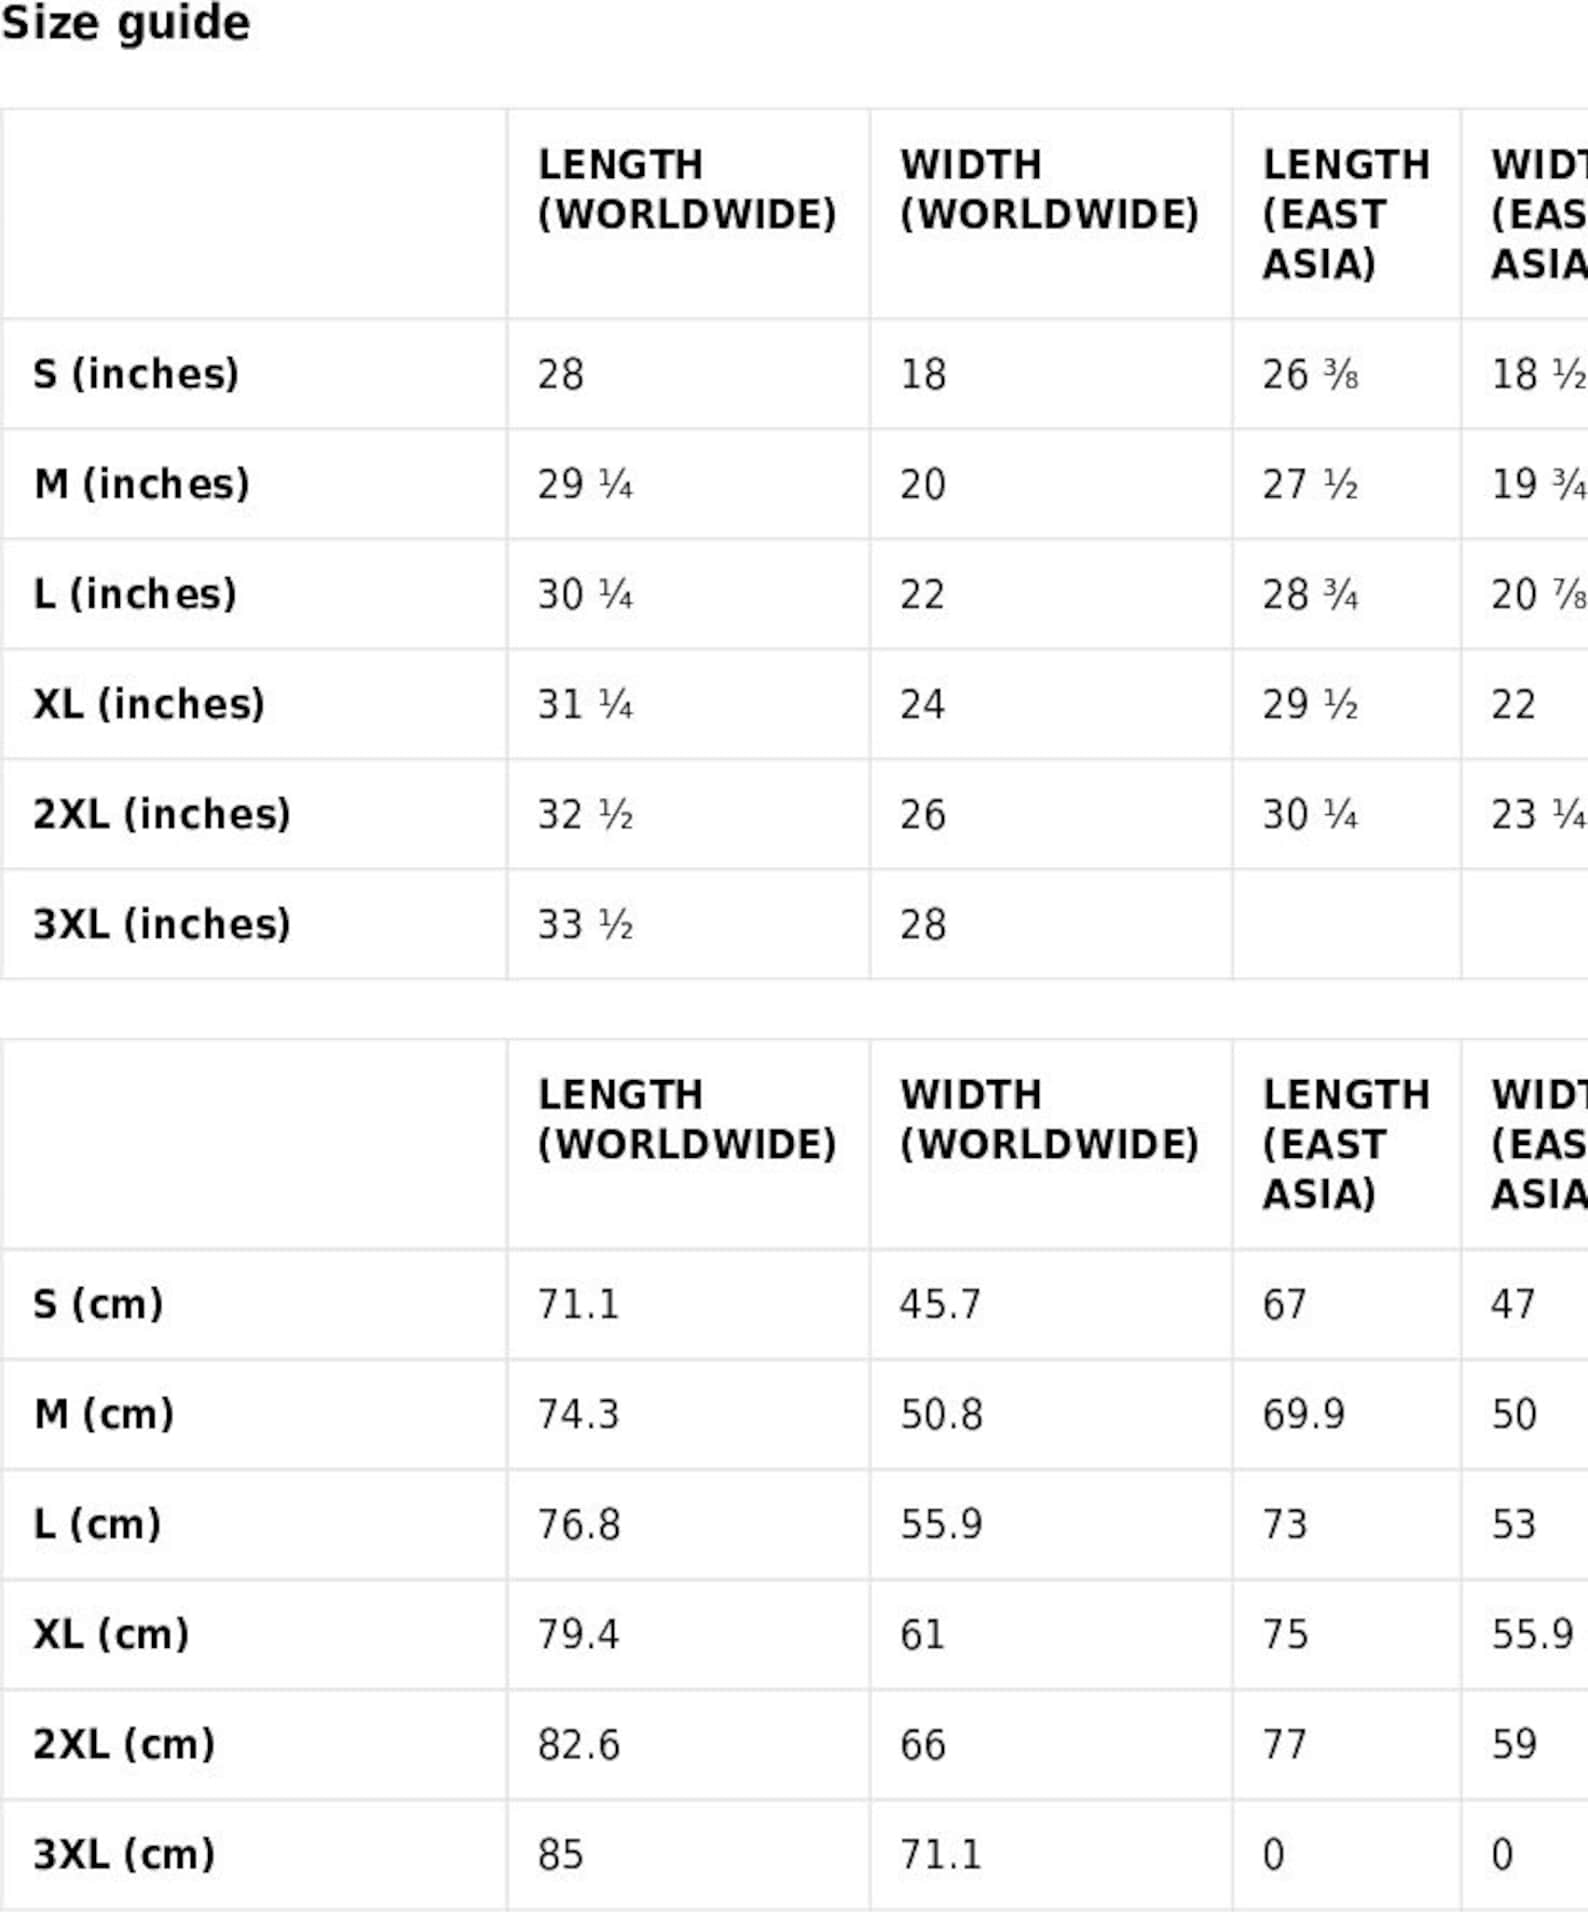 Size guide
LENGTH (WORLDWIDE) WIDTH (WORLDWIDE) LENGTH (EAST ASIA)
S (inches) 28 18 26 ⅜ 18 ½
M (inches) 29 ¼ 20 27 ½ 19 ¾
L (inches) 30 ¼ 22 28 ¾ 20 ⅞
XL (inches) 31 ¼ 24 29 ½ 22
2XL (inches) 32 ½ 26 30 ¼ 23 ¼
3XL (inches) 33 ½ 28
LENGTH (WORLDWIDE) WIDTH (WORLDWIDE) LENGTH (EAST ASIA)
S (cm) 71.1 45.7 67 47
M (cm) 74.3 50.8 69.9 50
L (cm) 76.8 55.9 73 53
XL (cm) 79.4 61 75 55.9
2XL (cm) 82.6 66 77 59
3XL (cm) 85 71.1 0 0